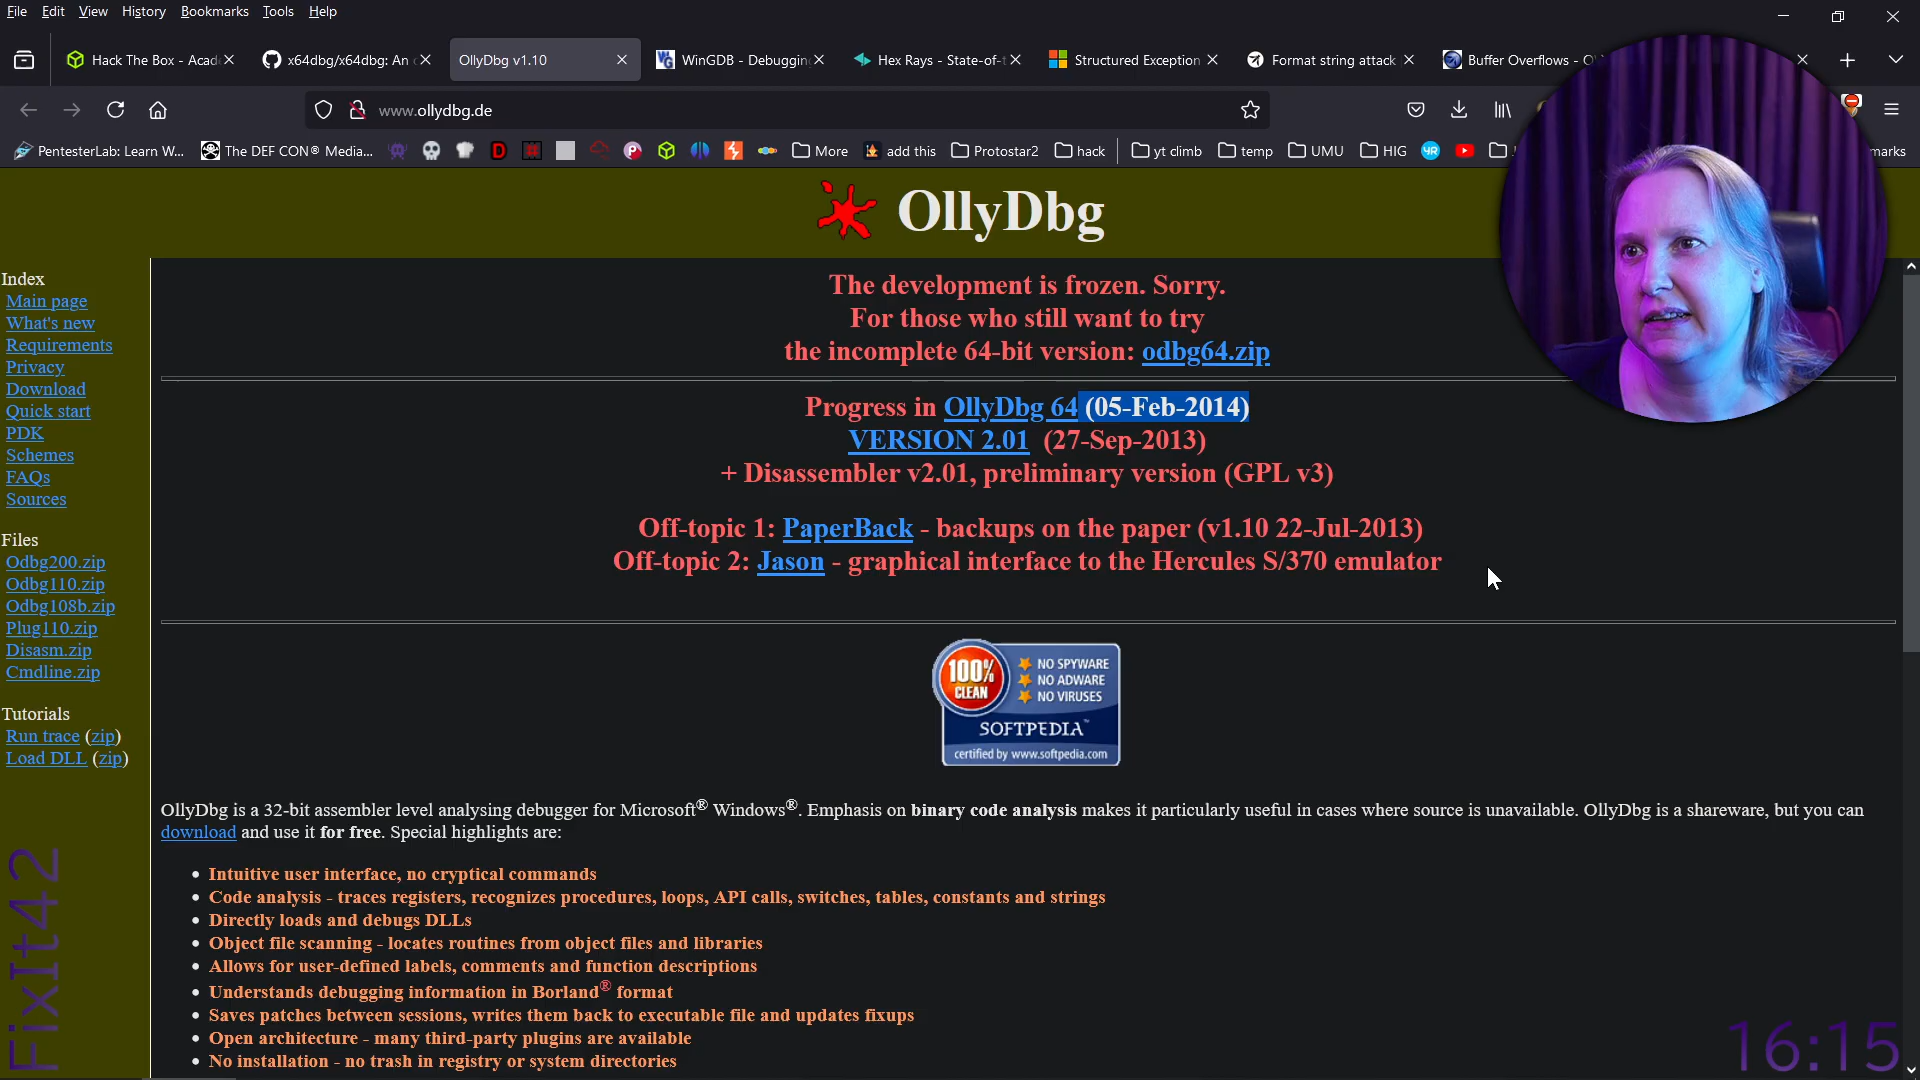 File Edit View History Bookmarks Tools Help
Hack The Box - Acad
x64dbg/x64dbg: An
OllyDbg v1.10
WinGDB - Debugging
Hex Rays - State-of-t
Structured Exception
Format string attack
Buffer Overflows - O
www.ollydbg.de
PentesterLab: Learn W...
The DEF CON® Media...
More
add this
Protostar2
hack
yt climb
temp
UMU
HIG
marks
OllyDbg
Index
Main page
What's new
Requirements
Privacy
Download
Quick start
PDK
Schemes
FAQs
Sources
Files
Odbg200.zip
Odbg110.zip
Odbg108b.zip
Plug110.zip
Disasm.zip
Cmdline.zip
Tutorials
Run trace (zip)
Load DLL (zip)
The development is frozen. Sorry.
For those who still want to try
the incomplete 64-bit version: odbg64.zip
Progress in OllyDbg 64 (05-Feb-2014)
VERSION 2.01 (27-Sep-2013)
+ Disassembler v2.01, preliminary version (GPL v3)
Off-topic 1: PaperBack - backups on the paper (v1.10 22-Jul-2013)
Off-topic 2: Jason - graphical interface to the Hercules S/370 emulator
100% CLEAN
NO SPYWARE
NO ADWARE
NO VIRUSES
SOFTPEDIA™
certified by www.softpedia.com
OllyDbg is a 32-bit assembler level analysing debugger for Microsoft® Windows®. Emphasis on binary code analysis makes it particularly useful in cases where source is unavailable. OllyDbg is a shareware, but you can
download and use it for free. Special highlights are:
• Intuitive user interface, no cryptical commands
• Code analysis - traces registers, recognizes procedures, loops, API calls, switches, tables, constants and strings
• Directly loads and debugs DLLs
• Object file scanning - locates routines from object files and libraries
• Allows for user-defined labels, comments and function descriptions
• Understands debugging information in Borland® format
• Saves patches between sessions, writes them back to executable file and updates fixups
• Open architecture - many third-party plugins are available
• No installation - no trash in registry or system directories
FixIt42
16:15